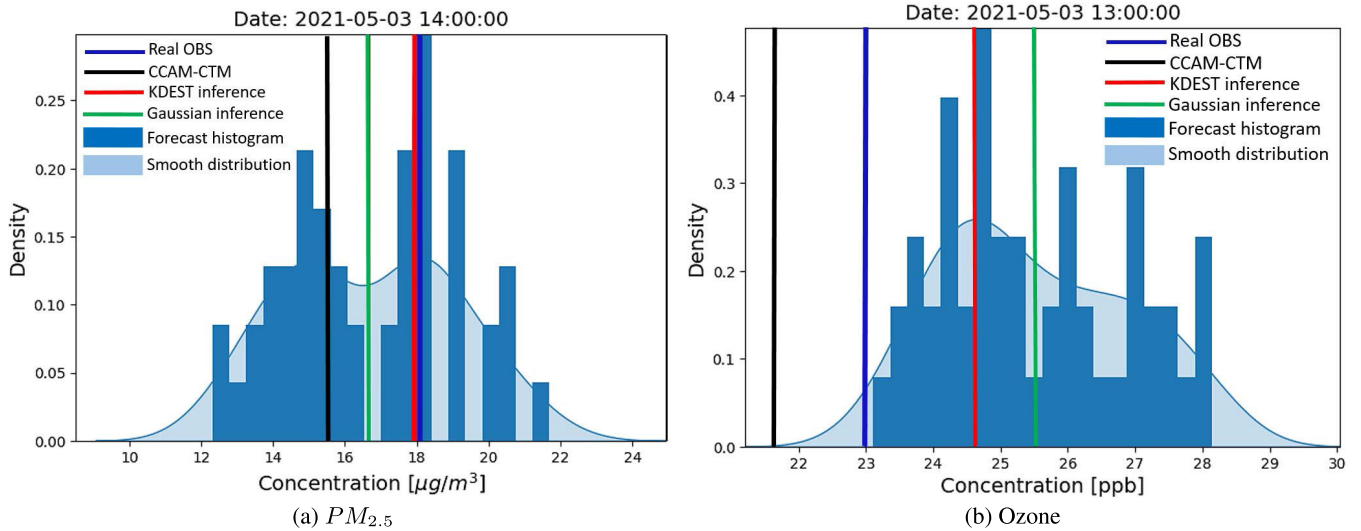 Date: 2021-05-03 14:00:00
Real OBS
CCAM-CTM
KDEST inference
Gaussian inference
Forecast histogram
Smooth distribution
0.25
0.20
0.15
0.10
0.05
0.00
Density
10 12 14 16 18 20 22 24
Concentration [μg/m³]
(a) PM₂.₅
Date: 2021-05-03 13:00:00
Real OBS
CCAM-CTM
KDEST inference
Gaussian inference
Forecast histogram
Smooth distribution
0.4
0.3
0.2
0.1
0.0
Density
22 23 24 25 26 27 28 29 30
Concentration [ppb]
(b) Ozone